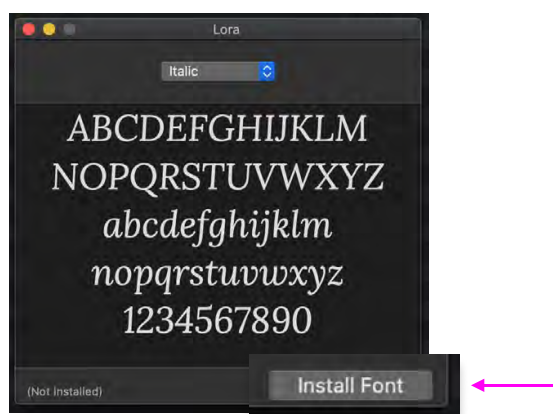 Lora
Italic
ABCDEFGHIJKLM
NOPQRSTUVWXYZ
abcdefghijklm
nopqrstuvwxyz
1234567890
(Not installed)
Install Font